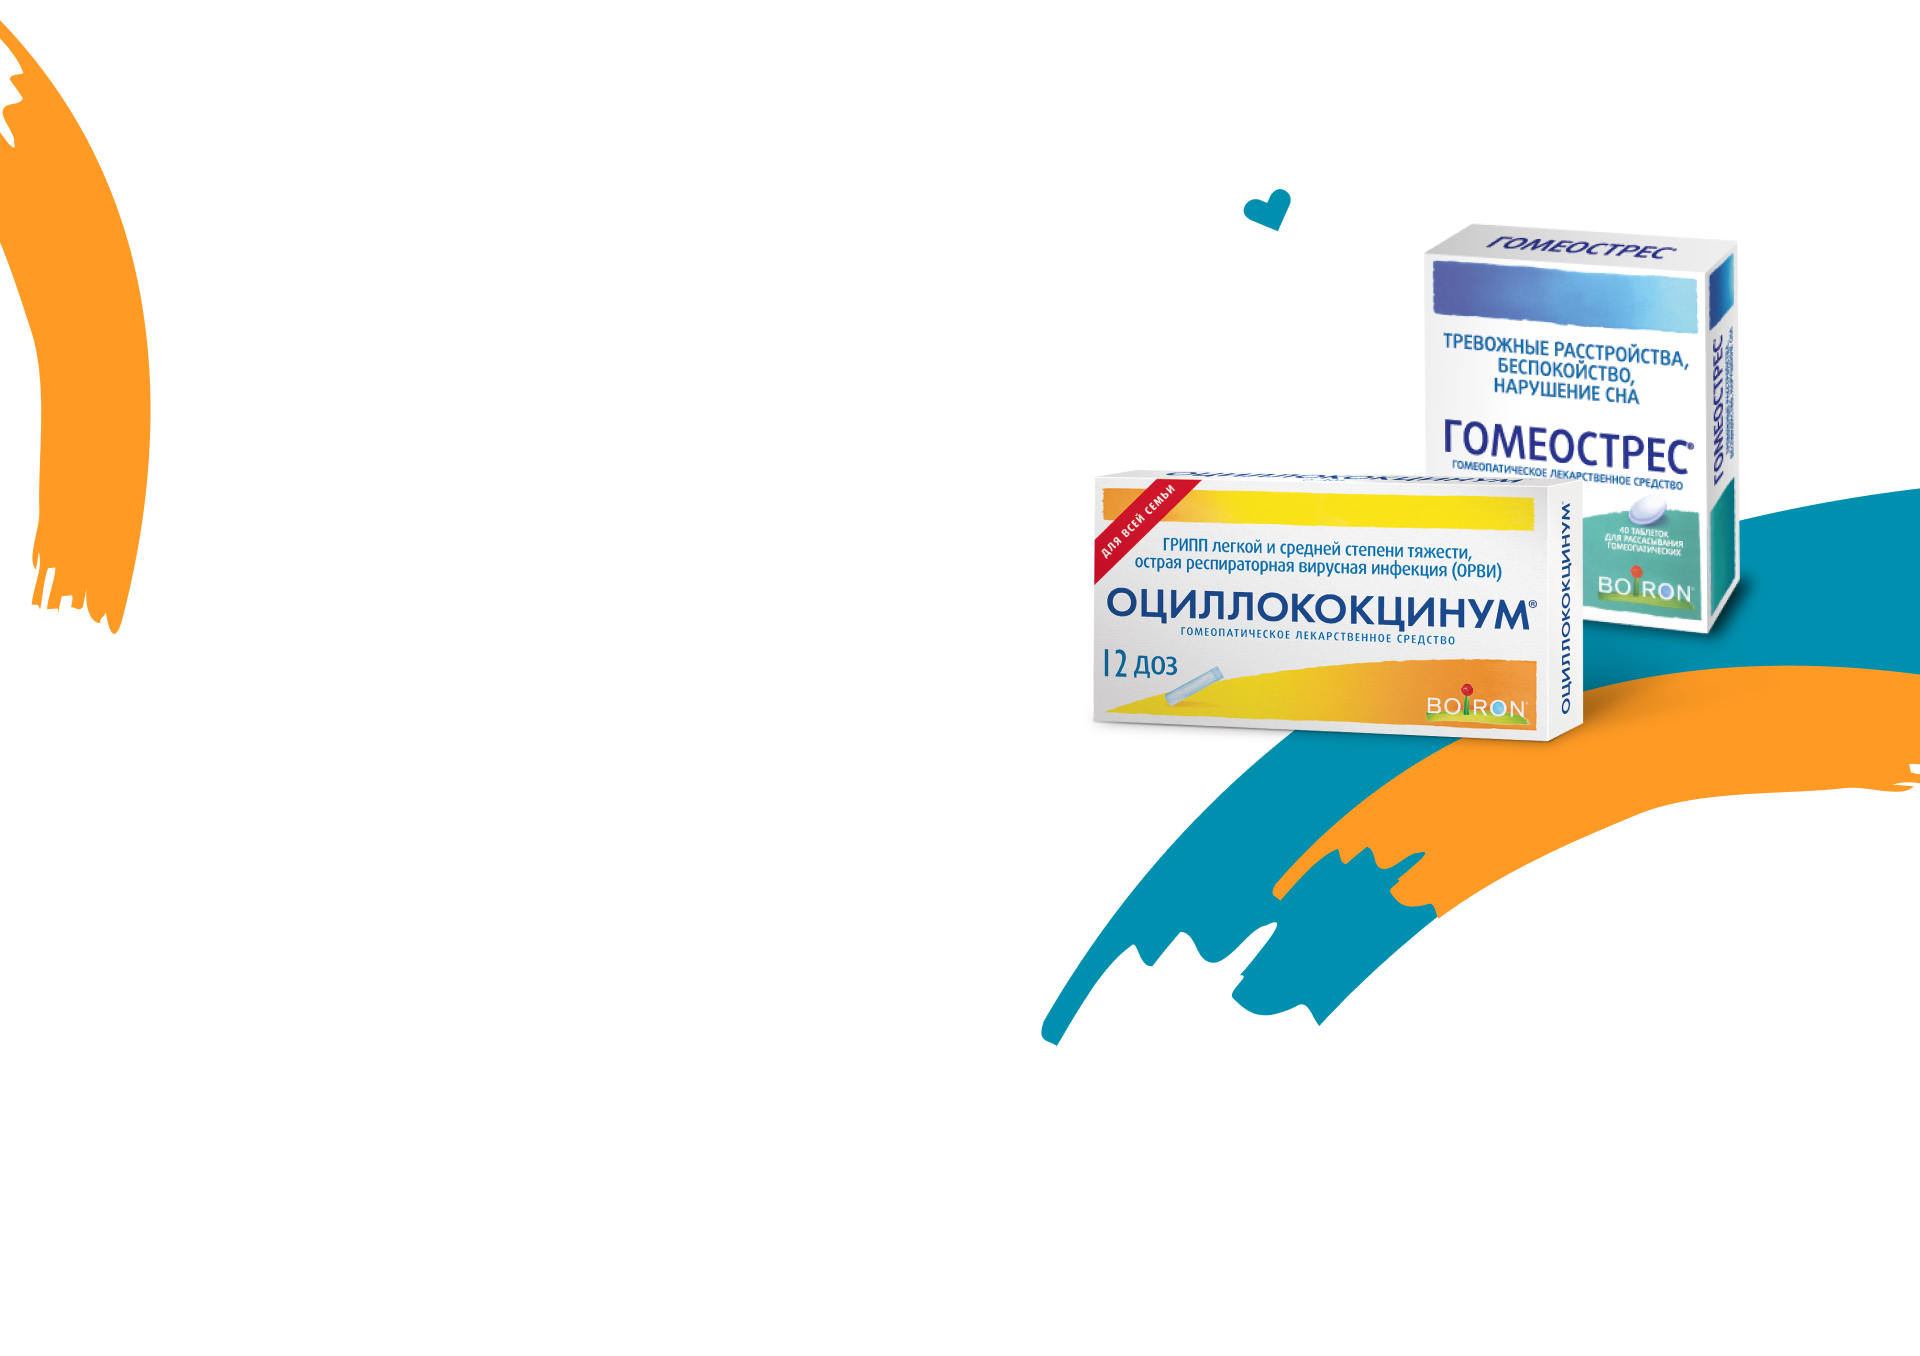 ГОМЕОСТРЕС®
ТРЕВОЖНЫЕ РАССТРОЙСТВА,
БЕСПОКОЙСТВО,
НАРУШЕНИЕ СНА
ГОМЕОСТРЕС®
ГОМЕОПАТИЧЕСКОЕ ЛЕКАРСТВЕННОЕ СРЕДСТВО
40 ТАБЛЕТОК
ДЛЯ РАССАСЫВАНИЯ
ГОМЕОПАТИЧЕСКИХ
BOIRON
ГОМЕОСТРЕС
ОЦИЛЛОКОКЦИНУМ
ДЛЯ ВСЕЙ СЕМЬИ
ГРИПП легкой и средней степени тяжести,
острая респираторная вирусная инфекция (ОРВИ)
ОЦИЛЛОКОКЦИНУМ®
ГОМЕОПАТИЧЕСКОЕ ЛЕКАРСТВЕННОЕ СРЕДСТВО
12 доз
BOIRON
ОЦИЛЛОКОКЦИНУМ